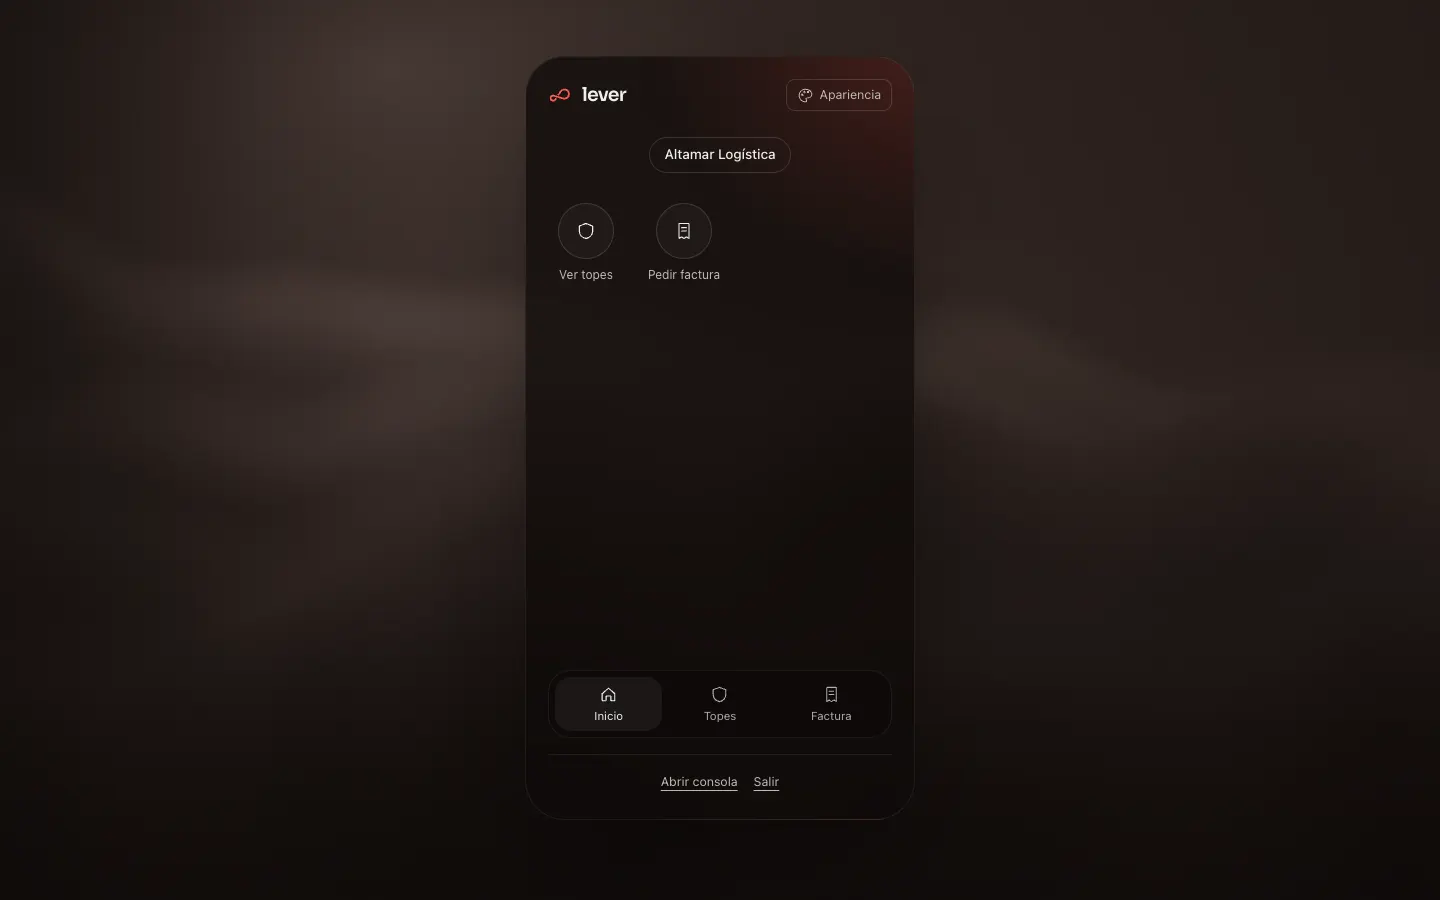 lever
Apariencia
Altamar Logística
Ver topes
Pedir factura
Inicio
Topes
Factura
Abrir consola
Salir